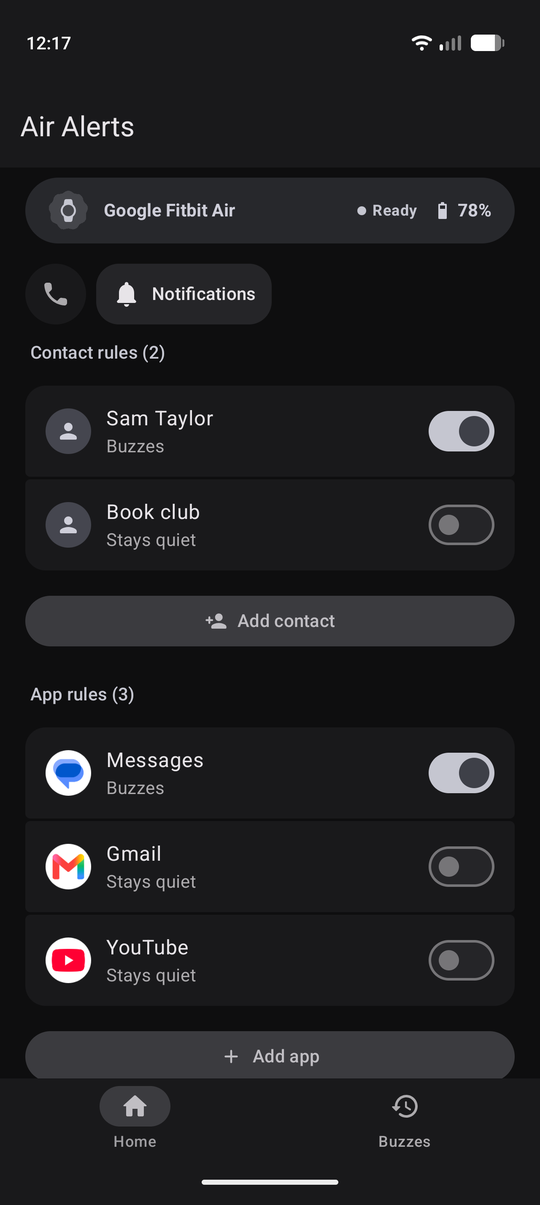 12:17
Air Alerts
Google Fitbit Air
Ready
78%
Notifications
Contact rules (2)
Sam Taylor
Buzzes
Book club
Stays quiet
Add contact
App rules (3)
Messages
Buzzes
Gmail
Stays quiet
YouTube
Stays quiet
Add app
Home
Buzzes